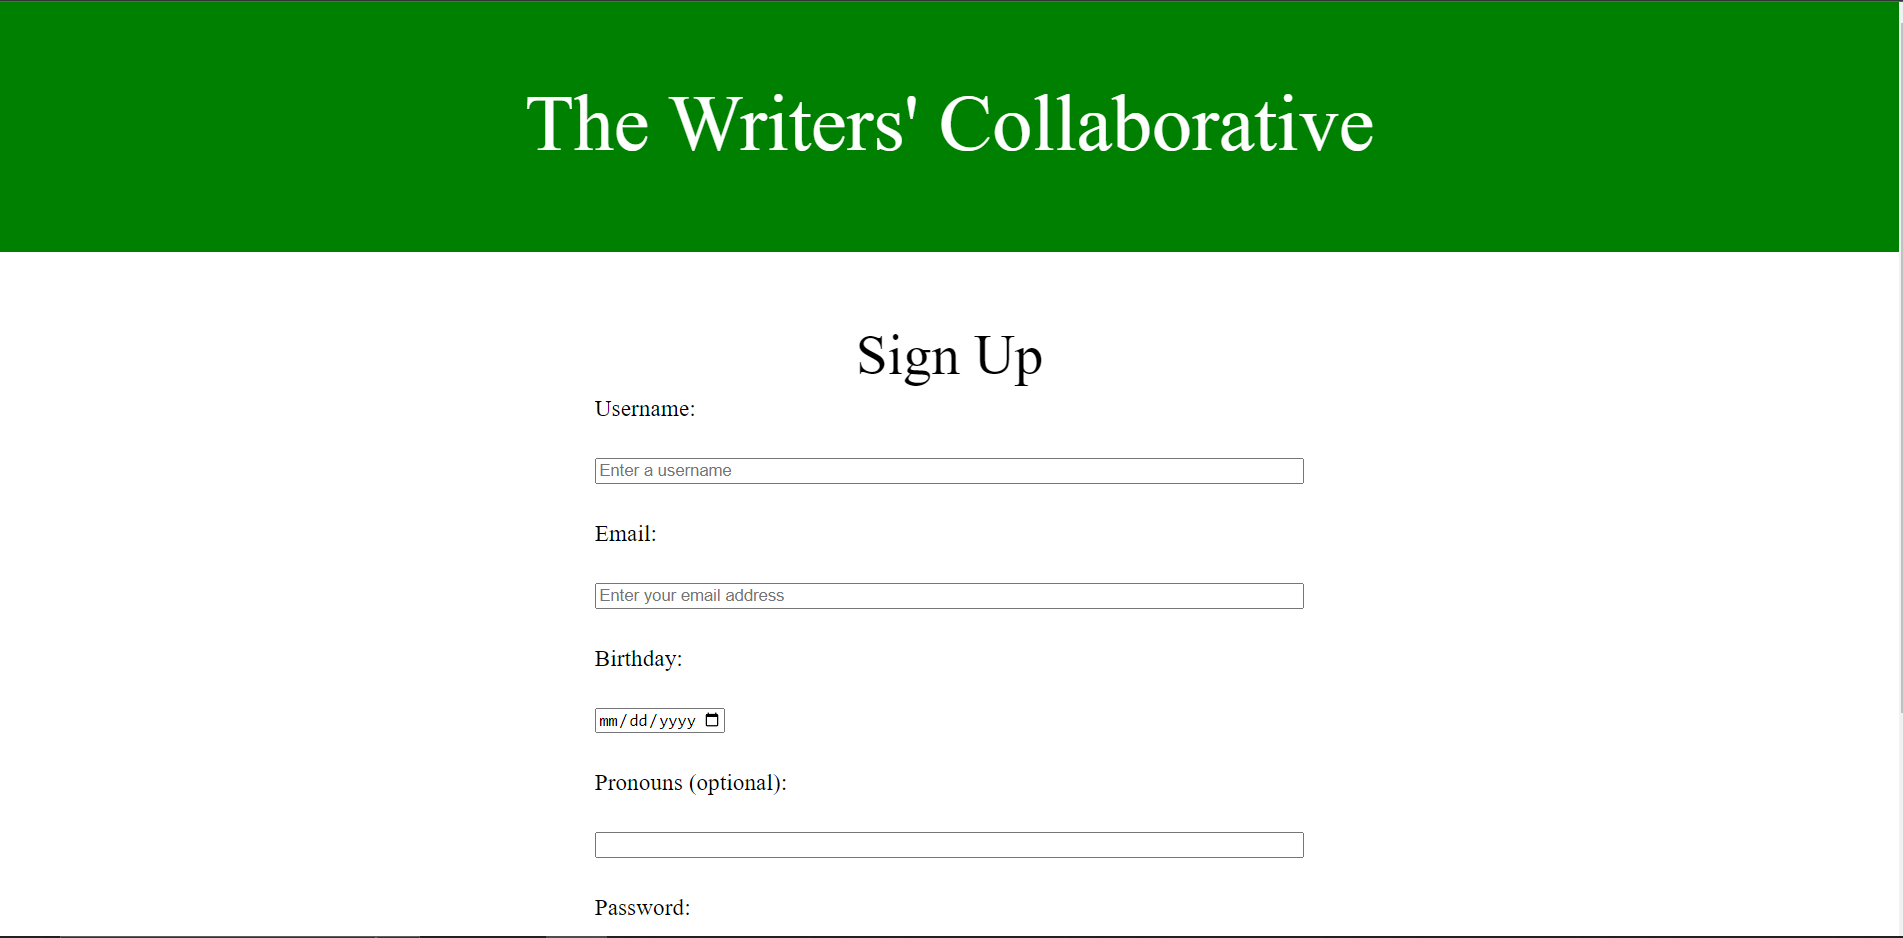 The Writers' Collaborative
Sign Up
Username:
Enter a username
Email:
Enter your email address
Birthday:
mm/dd/yyyy
Pronouns (optional):
Password: